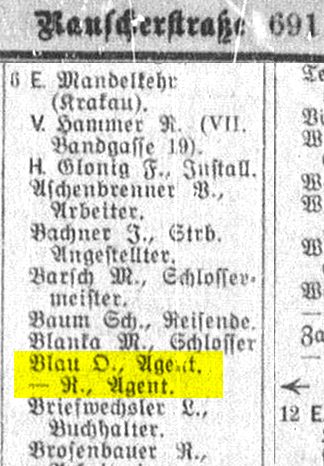 Rauscherstraße 691
6 E. Mandelkehr
(Krakau).
V. Hammer R. (VII.
Bandgasse 19).
H. Glonig F., Install.
Aschenbrenner V.,
Arbeiter.
Bachner J., Strb.
Angestellter.
Barsch M., Schlosser-
meister.
Baum Sch., Reisende.
Blanka M., Schlosser
Blau O., Agent.
— R., Agent.
Briefwechsler L.,
Buchhalter.
Brosenbauer R.,
12 E